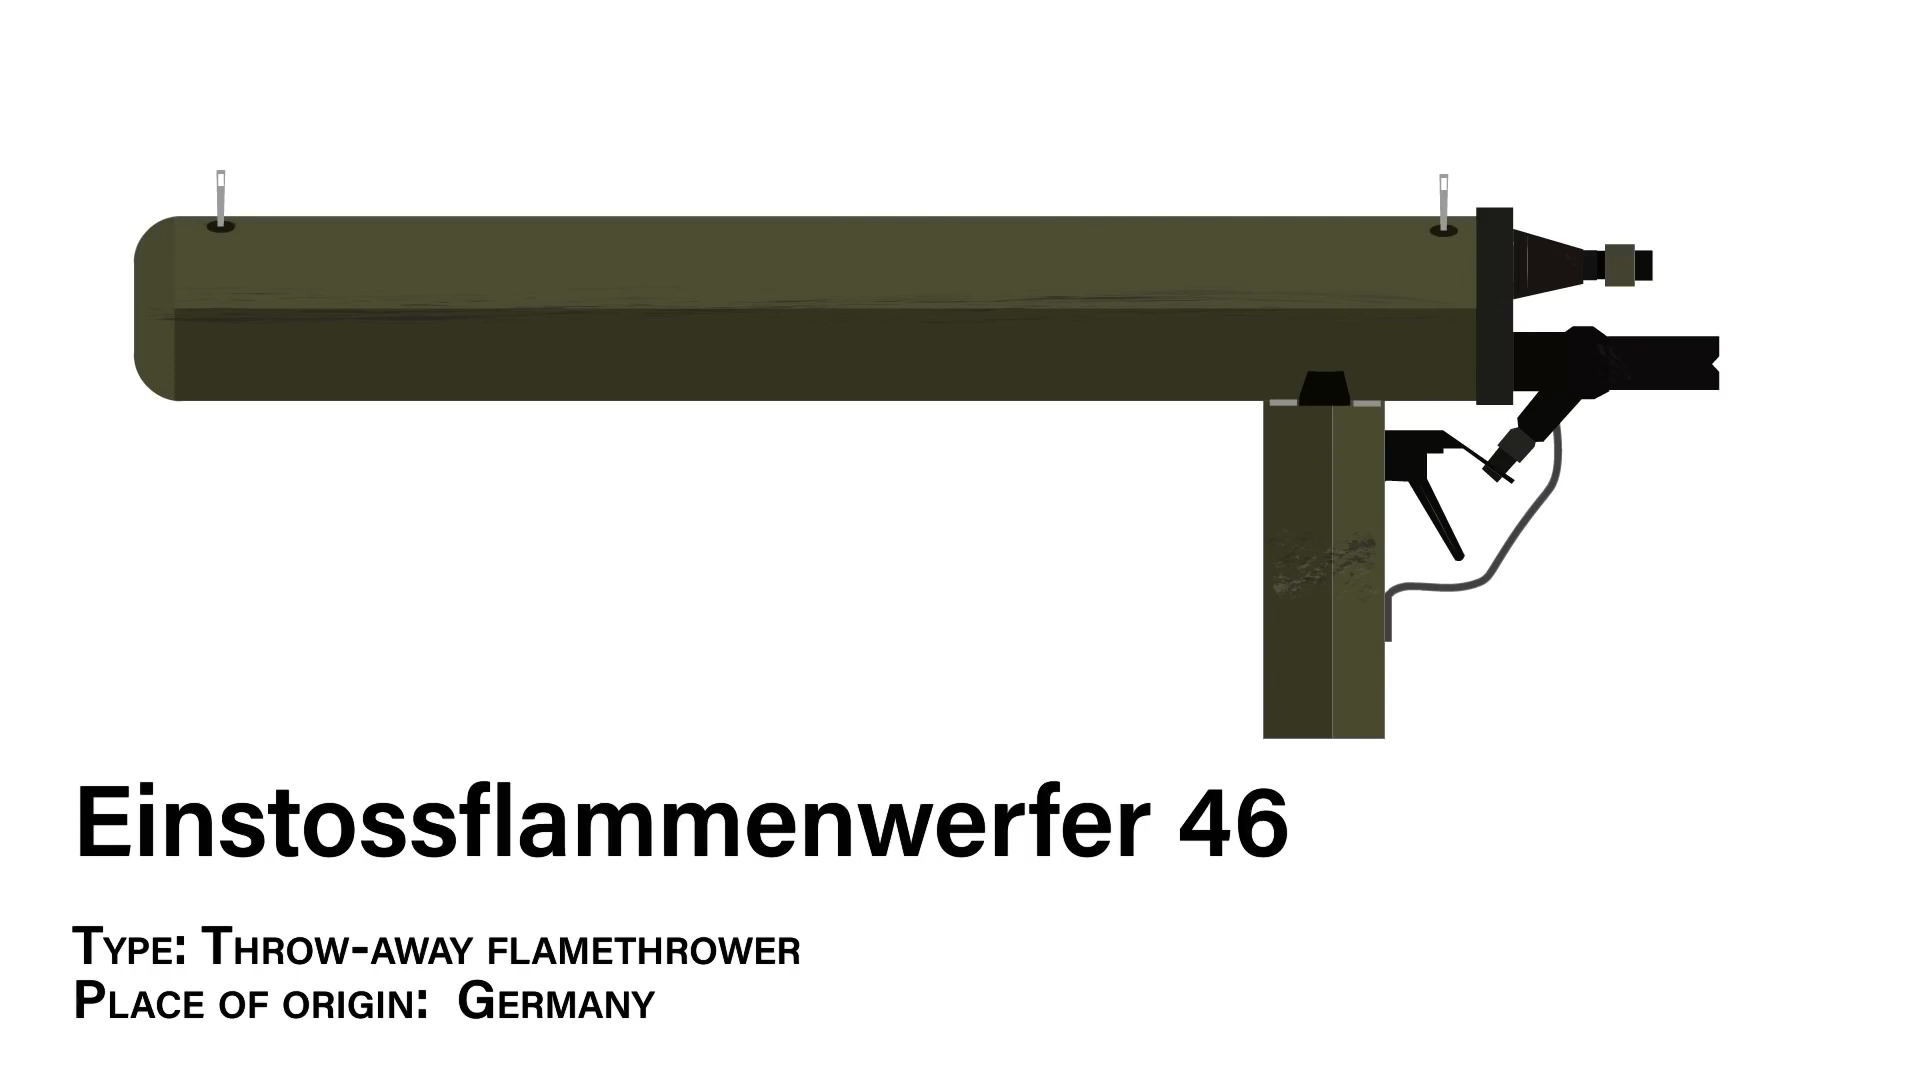 Einstossflammenwerfer 46
Type: Throw-away flamethrower
Place of origin: Germany